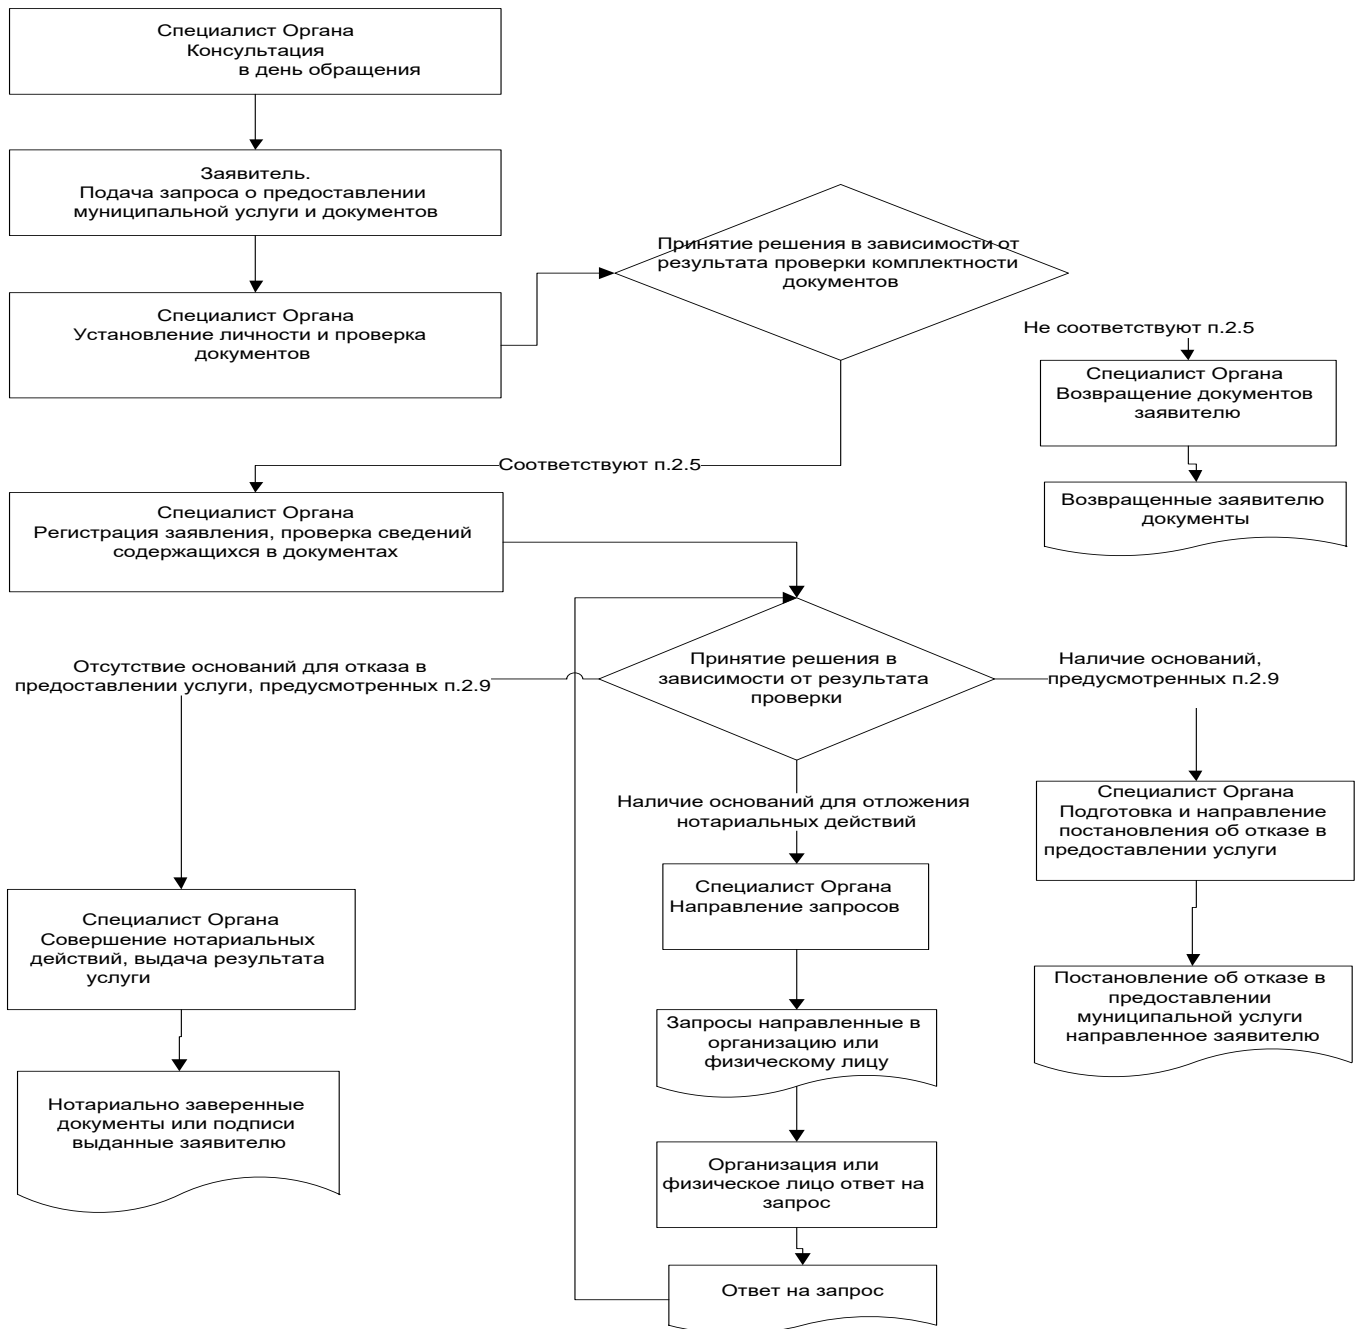 Специалист Органа
Консультация
в день обращения
Заявитель.
Подача запроса о предоставлении
муниципальной услуги и документов
Специалист Органа
Установление личности и проверка
документов
Принятие решения в зависимости от
результата проверки комплектности
документов
Не соответствуют п.2.5
Специалист Органа
Возвращение документов
заявителю
Возвращенные заявителю
документы
Соответствуют п.2.5
Специалист Органа
Регистрация заявления, проверка сведений
содержащихся в документах
Принятие решения в
зависимости от результата
проверки
Отсутствие оснований для отказа в
предоставлении услуги, предусмотренных п.2.9
Наличие оснований,
предусмотренных п.2.9
Наличие оснований для отложения
нотариальных действий
Специалист Органа
Подготовка и направление
постановления об отказе в
предоставлении услуги
Специалист Органа
Направление запросов
Специалист Органа
Совершение нотариальных
действий, выдача результата
услуги
Постановление об отказе в
предоставлении
муниципальной услуги
направленное заявителю
Запросы направленные в
организацию или
физическому лицу
Нотариально заверенные
документы или подписи
выданные заявителю
Организация или
физическое лицо ответ на
запрос
Ответ на запрос